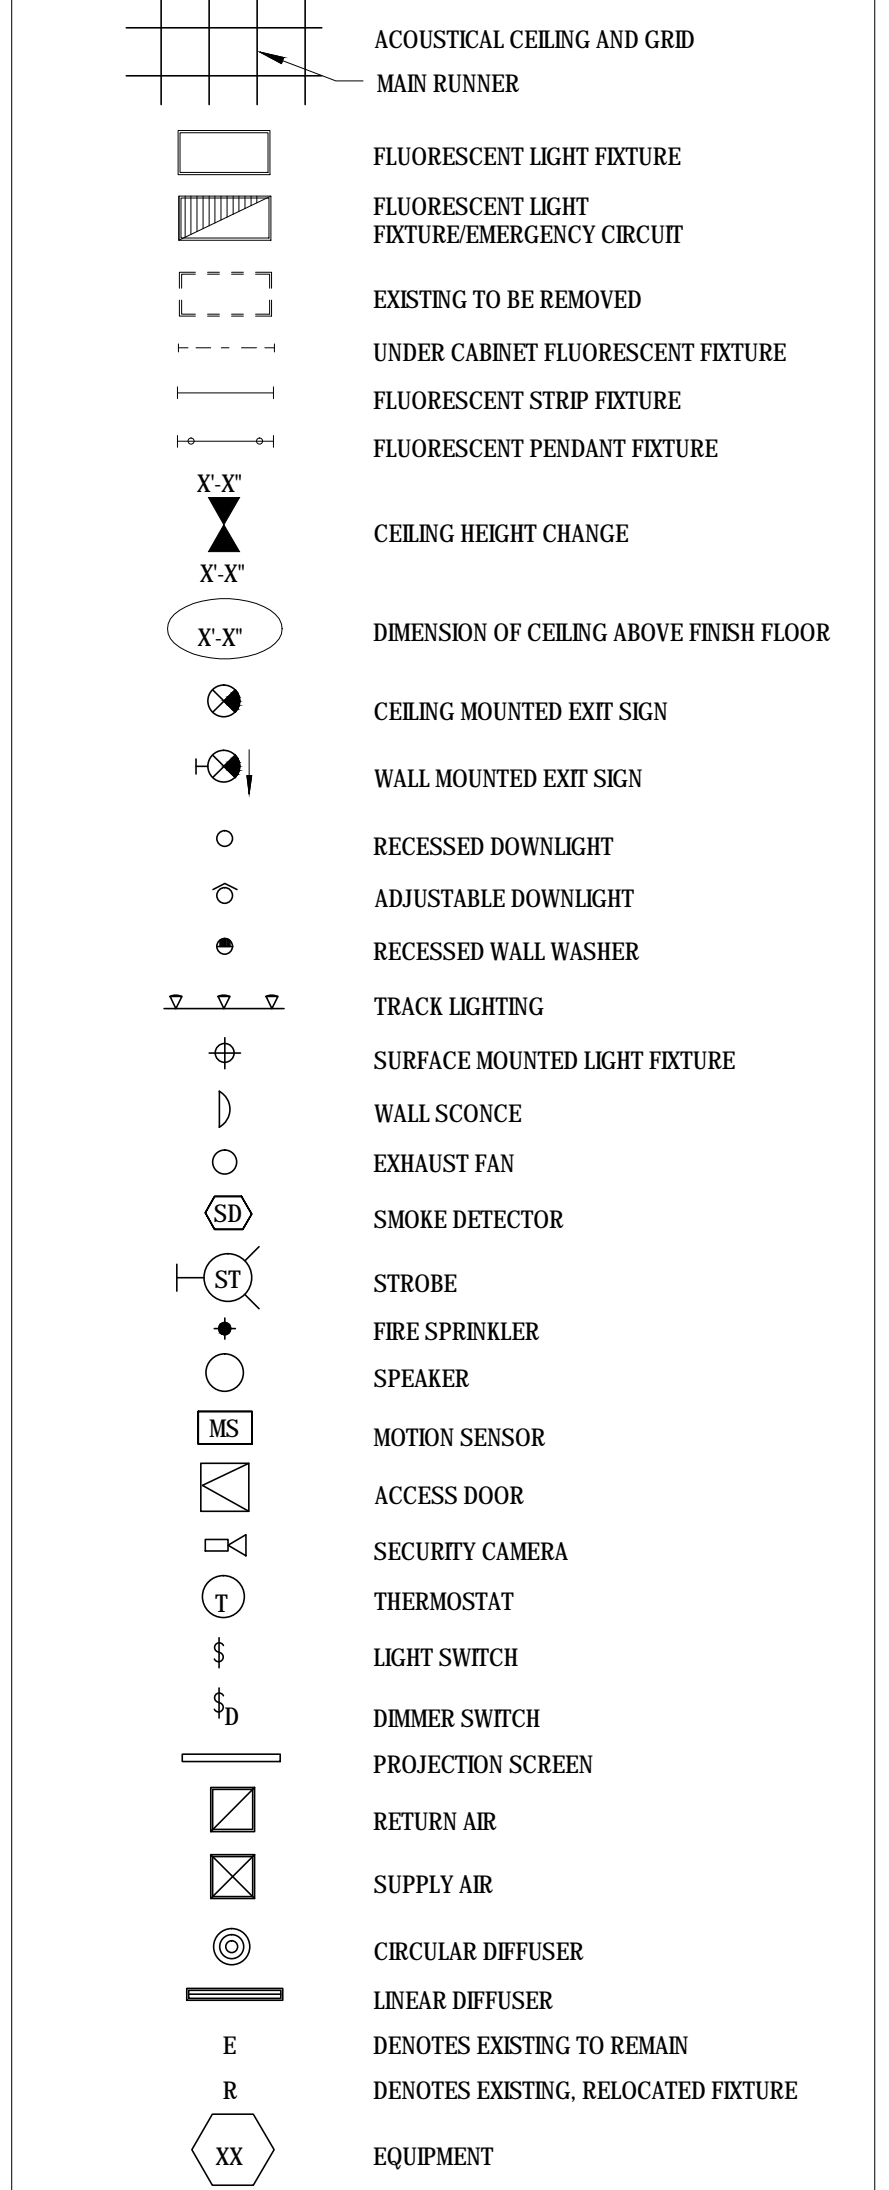 ACOUSTICAL CEILING AND GRID
MAIN RUNNER
FLUORESCENT LIGHT FIXTURE
FLUORESCENT LIGHT
FIXTURE/EMERGENCY CIRCUIT
EXISTING TO BE REMOVED
UNDER CABINET FLUORESCENT FIXTURE
FLUORESCENT STRIP FIXTURE
FLUORESCENT PENDANT FIXTURE
X'-X"
CEILING HEIGHT CHANGE
X'-X"
X'-X" DIMENSION OF CEILING ABOVE FINISH FLOOR
CEILING MOUNTED EXIT SIGN
WALL MOUNTED EXIT SIGN
RECESSED DOWNLIGHT
ADJUSTABLE DOWNLIGHT
RECESSED WALL WASHER
TRACK LIGHTING
SURFACE MOUNTED LIGHT FIXTURE
WALL SCONCE
EXHAUST FAN
SD SMOKE DETECTOR
ST STROBE
FIRE SPRINKLER
SPEAKER
MS MOTION SENSOR
ACCESS DOOR
SECURITY CAMERA
T THERMOSTAT
$ LIGHT SWITCH
$D DIMMER SWITCH
PROJECTION SCREEN
RETURN AIR
SUPPLY AIR
CIRCULAR DIFFUSER
LINEAR DIFFUSER
E DENOTES EXISTING TO REMAIN
R DENOTES EXISTING, RELOCATED FIXTURE
XX EQUIPMENT